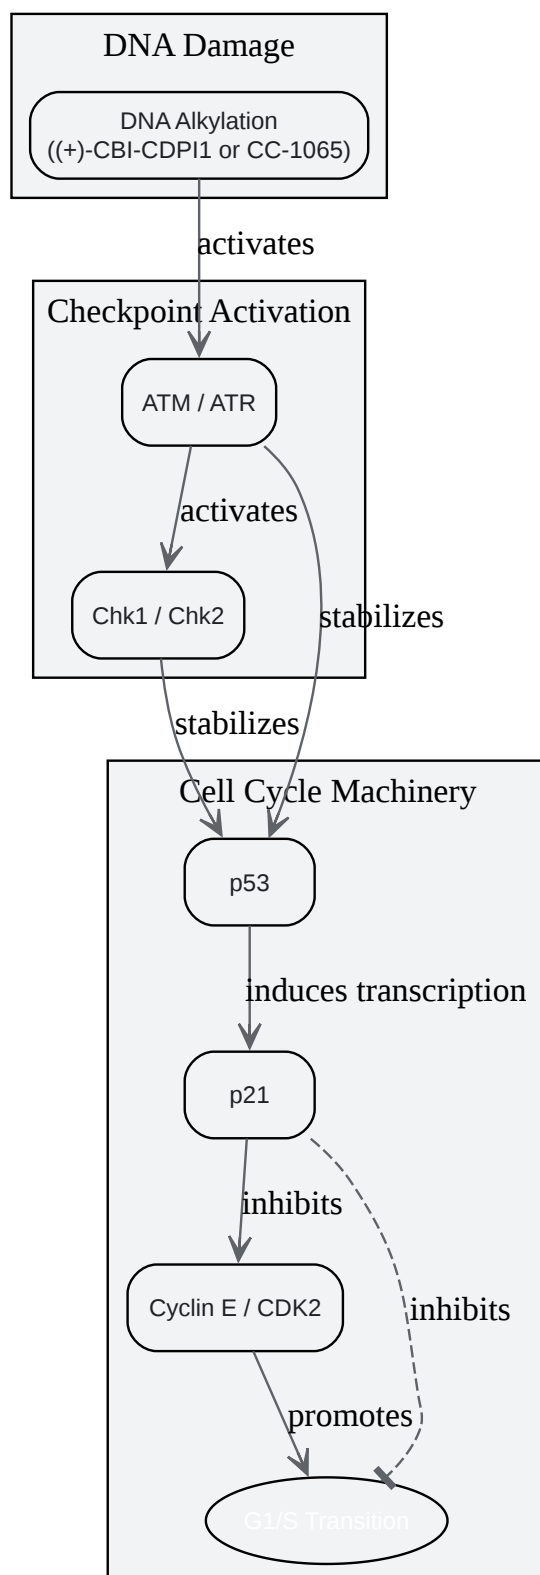 DNA Damage
DNA Alkylation
((+)-CBI-CDPI1 or CC-1065)
activates
Checkpoint Activation
ATM / ATR
activates
Chk1 / Chk2
stabilizes
stabilizes
Cell Cycle Machinery
p53
induces transcription
p21
inhibits
Cyclin E / CDK2
inhibits
promotes
G1/S Transition